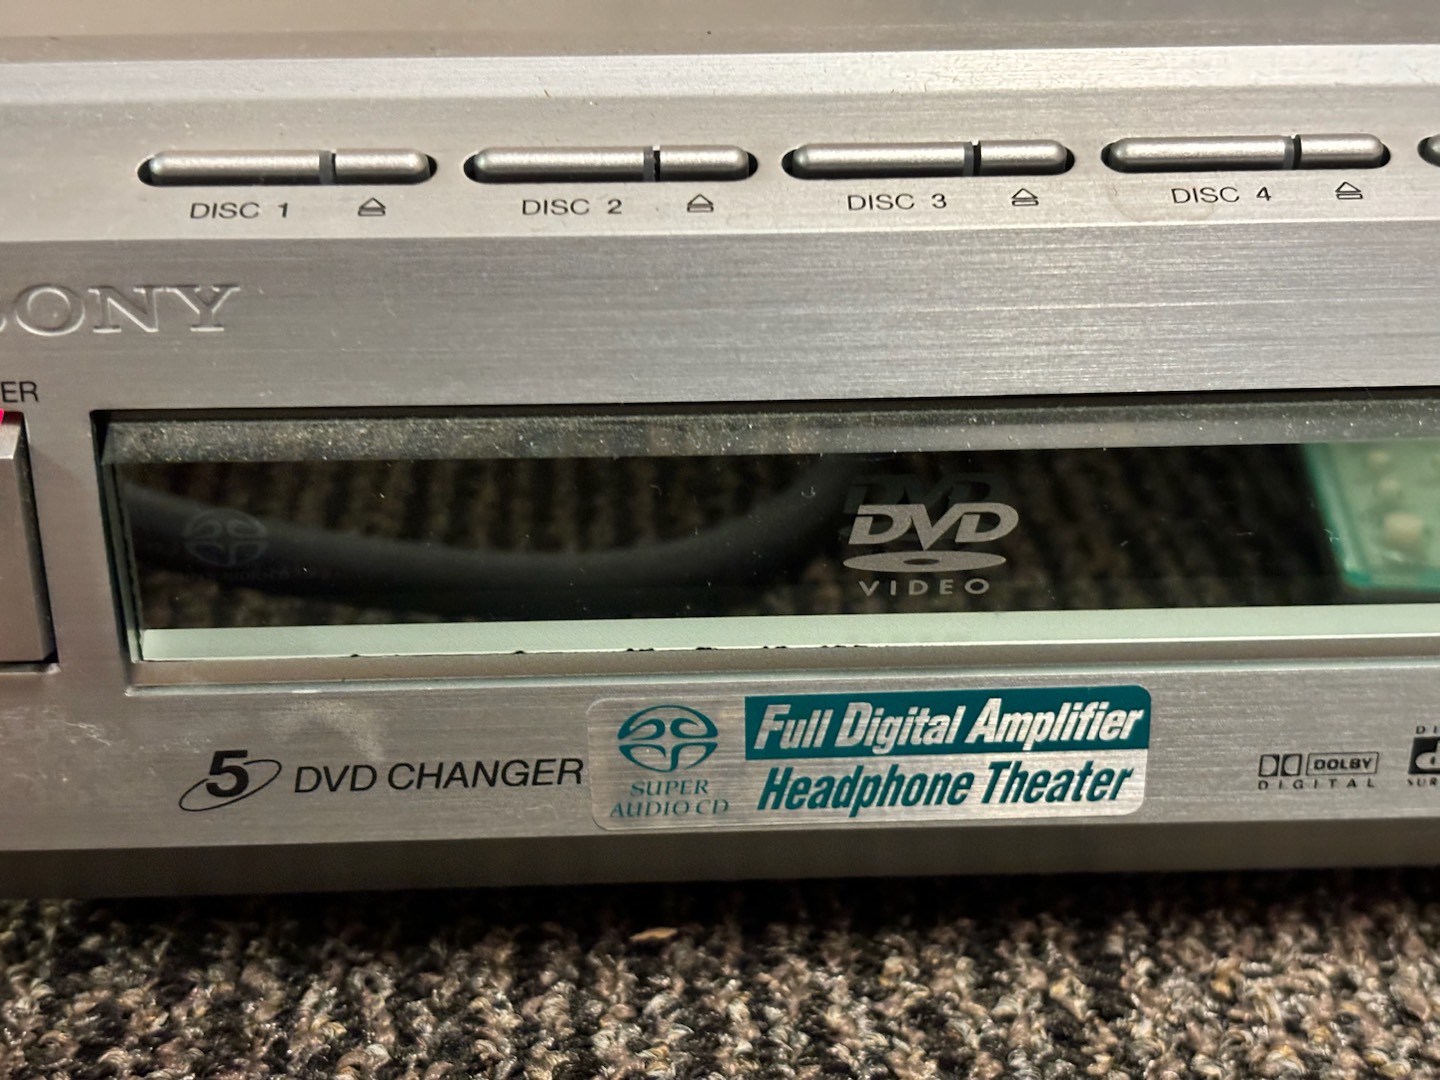 DISC 1
DISC 2
DISC 3
DISC 4
SONY
DVD
VIDEO
5 DVD CHANGER
SUPER
AUDIO CD
Full Digital Amplifier
Headphone Theater
DOLBY
DIGITAL